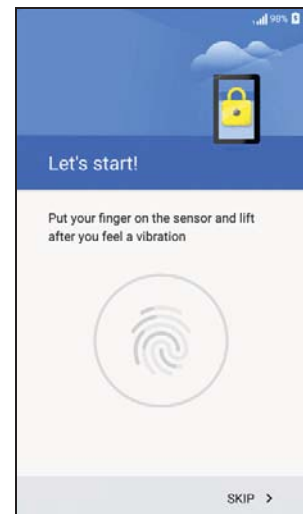 98%
Let's start!
Put your finger on the sensor and lift
after you feel a vibration
SKIP >